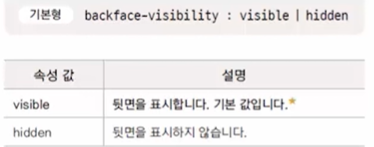 기본형 backface-visibility : visible | hidden
속성 값 설명
visible 뒷면을 표시합니다. 기본 값입니다.*
hidden 뒷면을 표시하지 않습니다.